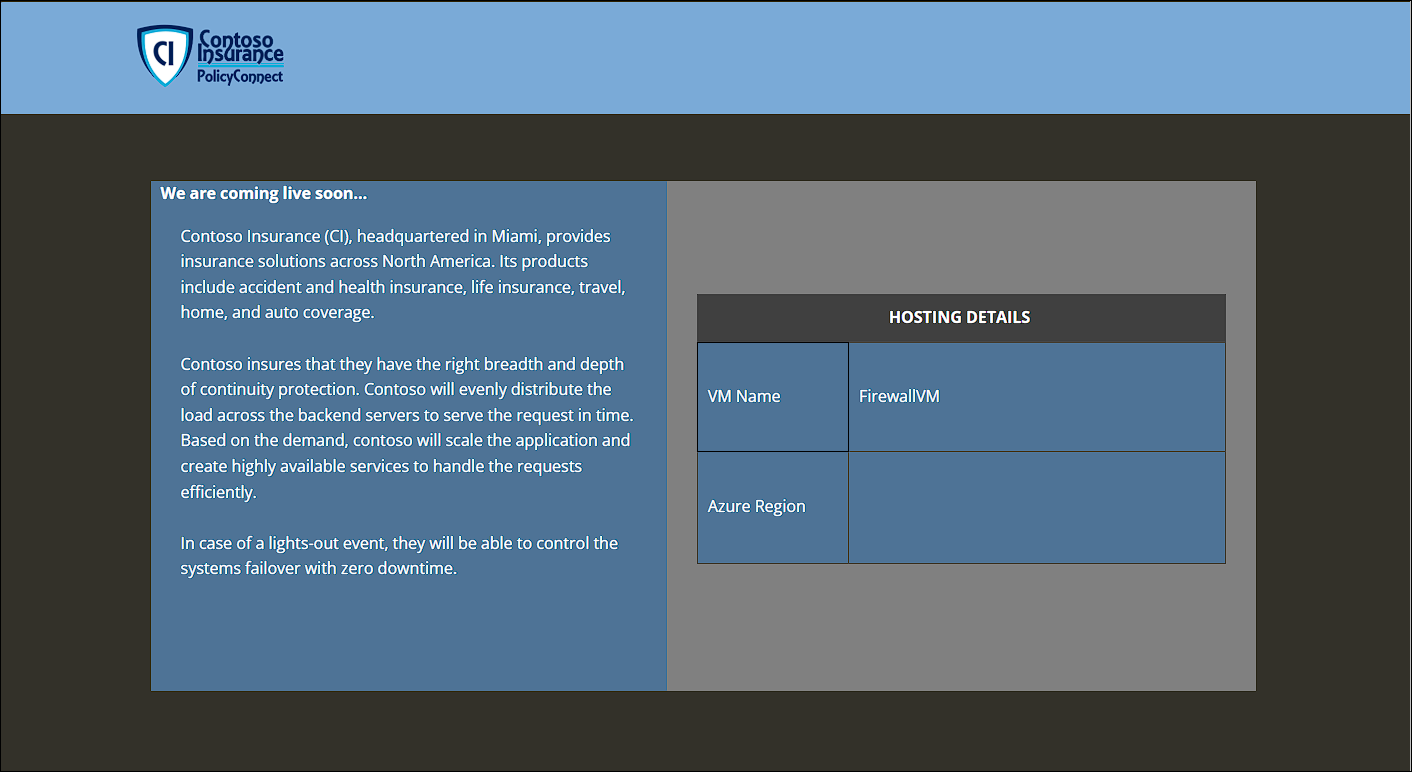 CI
Contoso
Insurance
PolicyConnect
We are coming live soon...
Contoso Insurance (CI), headquartered in Miami, provides
insurance solutions across North America. Its products
include accident and health insurance, life insurance, travel,
home, and auto coverage.
Contoso insures that they have the right breadth and depth
of continuity protection. Contoso will evenly distribute the
load across the backend servers to serve the request in time.
Based on the demand, contoso will scale the application and
create highly available services to handle the requests
efficiently.
In case of a lights-out event, they will be able to control the
systems failover with zero downtime.
HOSTING DETAILS
VM Name FirewallVM
Azure Region